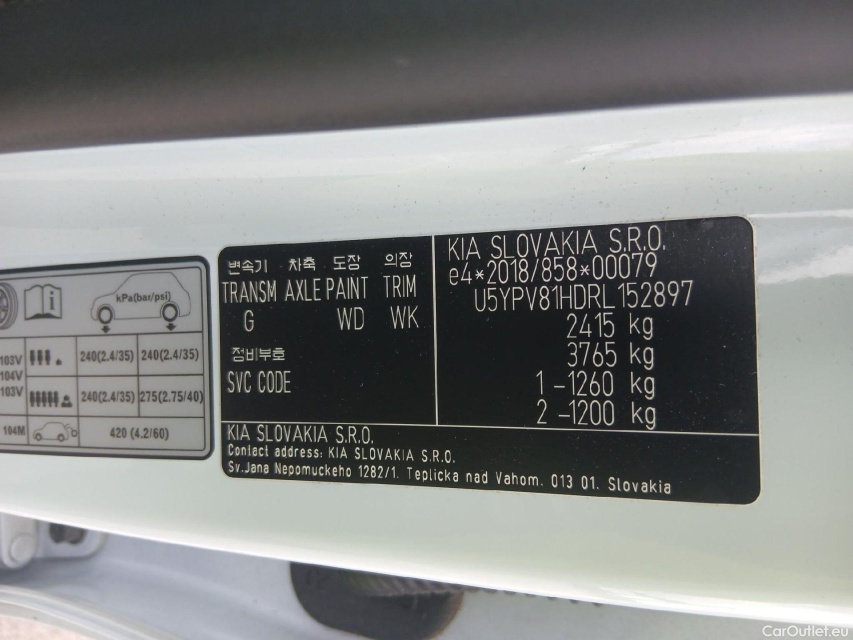 kPa(bar/psi)
103V
104V
103V
240(2.4/35) 240(2.4/35)
240(2.4/35) 275(2.75/40)
104M 420 (4.2/60)
변속기 차축 도장 의장
TRANSM AXLE PAINT TRIM
G WD WK
정비부호
SVC CODE
KIA SLOVAKIA S.R.O.
e4*2018/858*00079
U5YPV81HDRL152897
2415 kg
3765 kg
1 -1260 kg
2 -1200 kg
KIA SLOVAKIA S.R.O.
Contact address: KIA SLOVAKIA S.R.O.
Sv.Jana Nepomuckeho 1282/1. Teplicka nad Vahom. 013 01. Slovakia
CarOutlet.eu